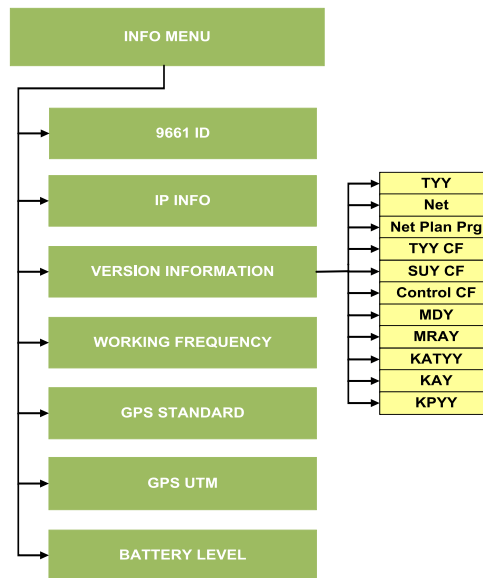 INFO MENU
9661 ID
IP INFO
VERSION INFORMATION
WORKING FREQUENCY
GPS STANDARD
GPS UTM
BATTERY LEVEL
TYY
Net
Net Plan Prg
TYY CF
SUY CF
Control CF
MDY
MRAY
KATYY
KAY
KPYY